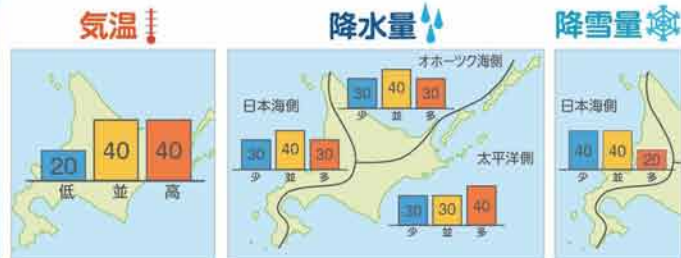 気温
降水量
降雪量
20 40 40
低 並 高
オホーツク海側
30 40 30
少 並 多
日本海側
30 40 30
少 並 多
太平洋側
30 30 40
少 並 多
日本海側
40 40 20
少 並 多